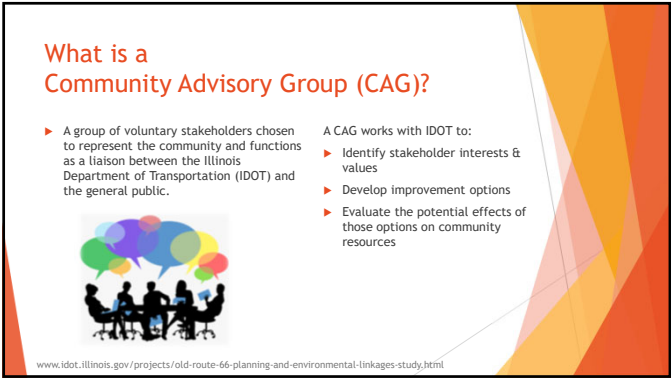 What is a
Community Advisory Group (CAG)?
A group of voluntary stakeholders chosen
to represent the community and functions
as a liaison between the Illinois
Department of Transportation (IDOT) and
the general public.
A CAG works with IDOT to:
Identify stakeholder interests &
values
Develop improvement options
Evaluate the potential effects of
those options on community
resources
www.idot.illinois.gov/projects/old-route-66-planning-and-environmental-linkages-study.html